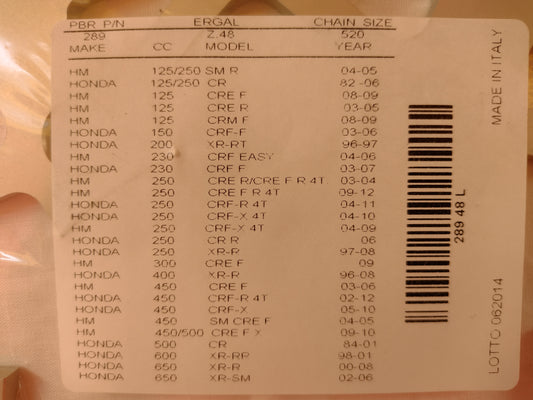 PBR P/N ERGAL CHAIN SIZE
289 Z.48 520
MAKE CC MODEL YEAR
HM 125/250 SM R 04-05
HONDA 125/250 CR 82-06
HM 125 CRE F 08-09
HM 125 CRE R 03-05
HM 125 CRM F 08-09
HONDA 150 CRF-F 03-06
HONDA 200 XR-RT 96-97
HM 230 CRF EASY 04-06
HONDA 230 CRF F 03-07
HM 250 CRE R/CRE F R 4T 03-04
HM 250 CRE F R 4T 09-12
HONDA 250 CRF-R 4T 04-11
HONDA 250 CRF-X 4T 04-10
HM 250 CRF-X 4T 04-09
HONDA 250 CR R 06
HONDA 250 XR-R 97-08
HM 300 CRE F 09
HONDA 400 XR-R 96-08
HM 450 CRE F 03-06
HONDA 450 CRF-R 4T 02-12
HONDA 450 CRF-X 05-10
HM 450 SM CRE F 04-05
HM 450/500 CRE F X 09-10
HONDA 500 CR 84-01
HONDA 600 XR-RR 98-01
HONDA 650 XR-R 00-08
HONDA 650 XR-SM 02-06
289 48 L
MADE IN ITALY
LOTTO 062014